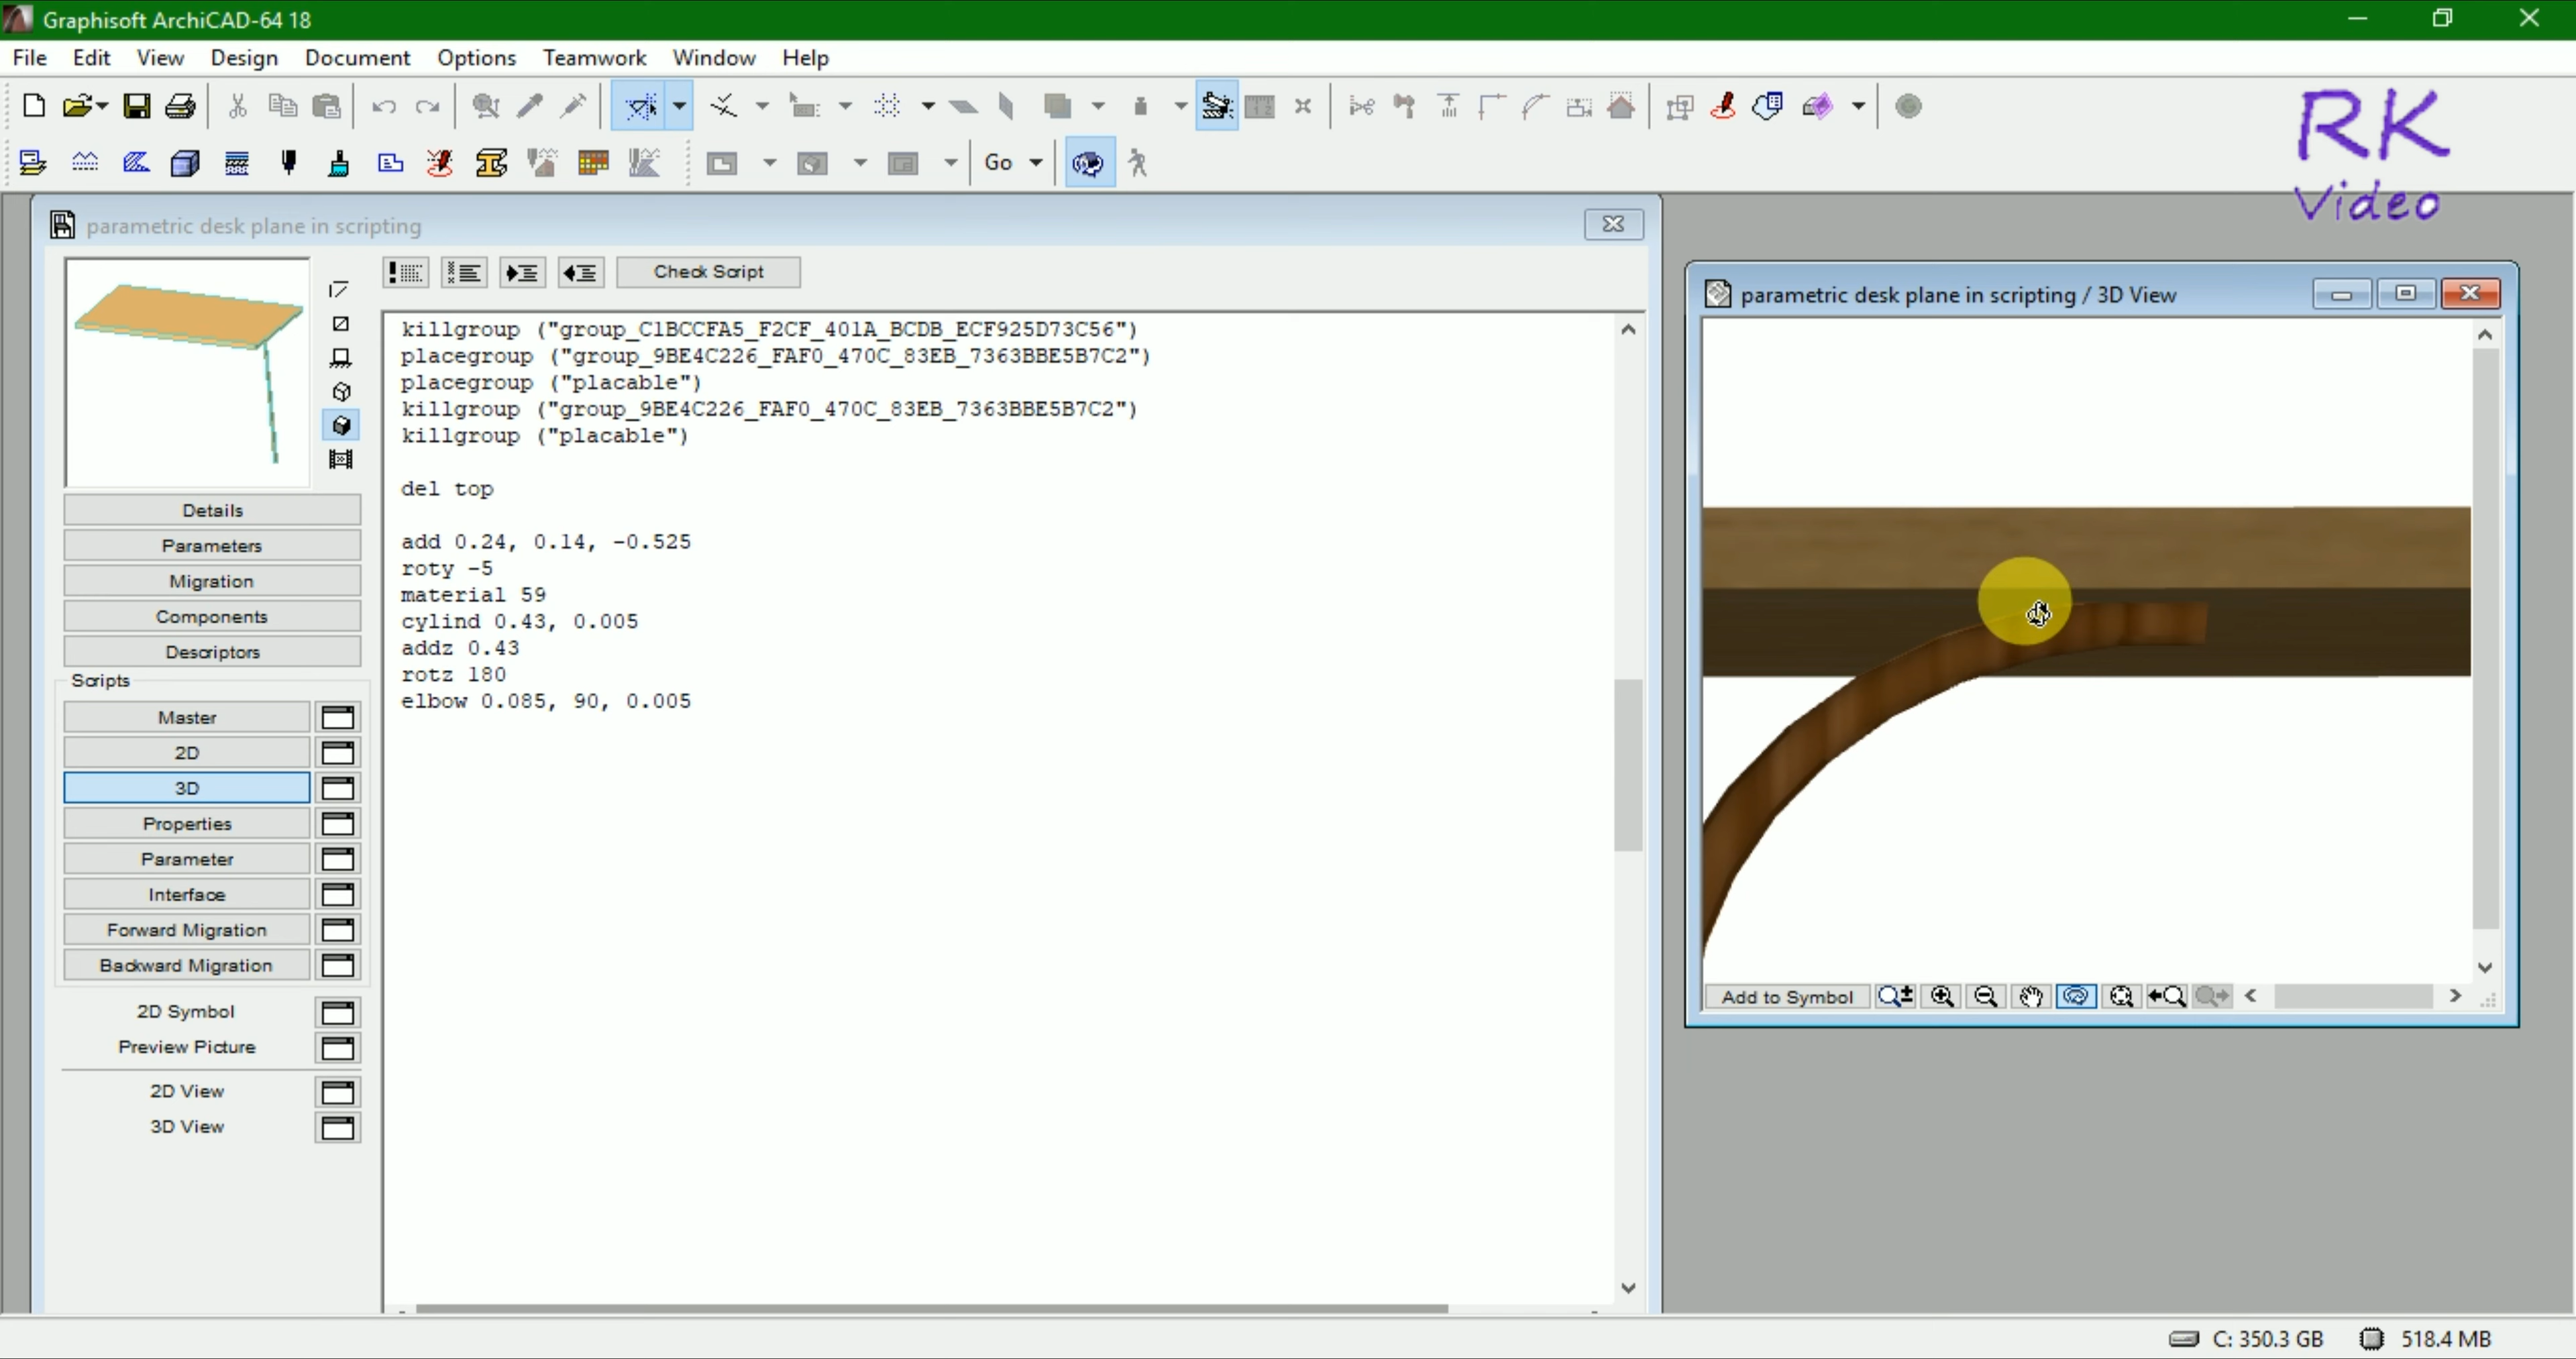 Graphisoft ArchiCAD-64 18
File Edit View Design Document Options Teamwork Window Help
Go
RK
Video
parametric desk plane in scripting
Check Script
killgroup ("group_C1BCCFA5_F2CF_401A_BCDB_ECF925D73C56")
placegroup ("group_9BE4C226_FAF0_470C_83EB_7363BBE5B7C2")
placegroup ("placable")
killgroup ("group_9BE4C226_FAF0_470C_83EB_7363BBE5B7C2")
killgroup ("placable")
del top
add 0.24, 0.14, -0.525
roty -5
material 59
cylind 0.43, 0.005
addz 0.43
rotz 180
elbow 0.085, 90, 0.005
Details
Parameters
Migration
Components
Descriptors
Scripts
Master
2D
3D
Properties
Parameter
Interface
Forward Migration
Backward Migration
2D Symbol
Preview Picture
2D View
3D View
parametric desk plane in scripting / 3D View
Add to Symbol
C: 350.3 GB
518.4 MB